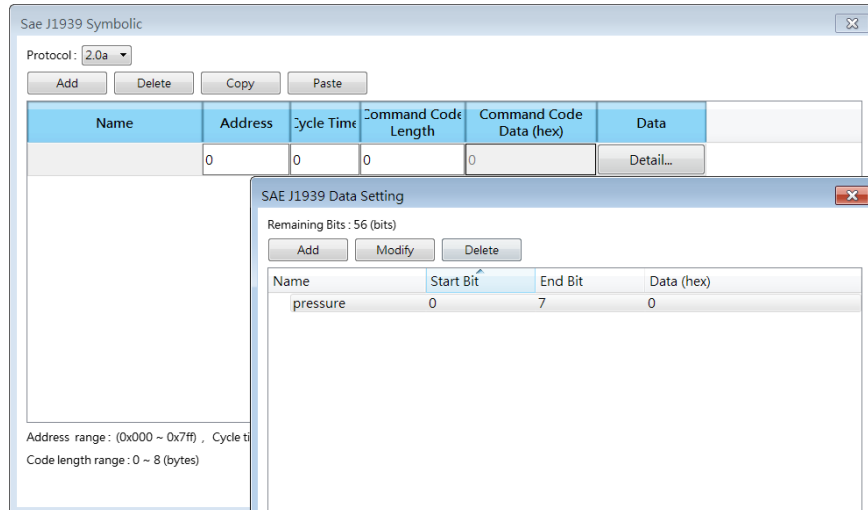 Sae J1939 Symbolic
Protocol : 2.0a
Add Delete Copy Paste
Name Address Cycle Time Command Code Length Command Code Data (hex) Data
0 0 0 0 Detail...
SAE J1939 Data Setting
Remaining Bits : 56 (bits)
Add Modify Delete
Name Start Bit End Bit Data (hex)
pressure 0 7 0
Address range : (0x000 ~ 0x7ff) , Cycle ti
Code length range : 0 ~ 8 (bytes)